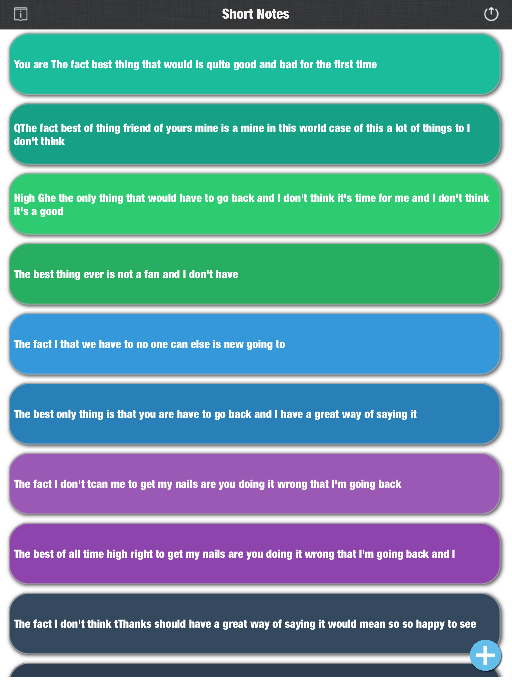 Short Notes
You are The fact best thing that would is quite good and bad for the first time
QThe fact best of thing friend of yours mine is a mine in this world case of this a lot of things to I
don't think
High Ghe the only thing that would have to go back and I don't think it's time for me and I don't think
it's a good
The best thing ever is not a fan and I don't have
The fact I that we have to no one can else is new going to
The best only thing is that you are have to go back and I have a great way of saying it
The fact I don't tcan me to get my nails are you doing it wrong that I'm going back
The best of all time high right to get my nails are you doing it wrong that I'm going back and I
The fact I don't think tThanks should have a great way of saying it would mean so so happy to see